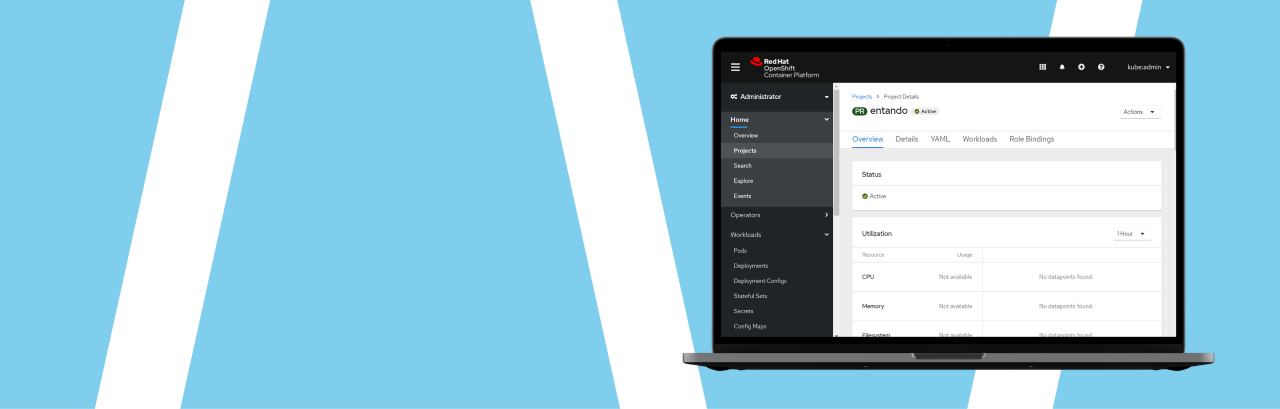 Red Hat
OpenShift
Container Platform
kube:admin
Administrator
Home
Overview
Projects
Search
Explore
Events
Operators
Workloads
Pods
Deployments
Deployment Configs
Stateful Sets
Secrets
Config Maps
Projects > Project Details
PR entando Active
Actions
Overview Details YAML Workloads Role Bindings
Status
Active
Utilization 1 Hour
Resource Usage
CPU Not available No datapoints found.
Memory Not available No datapoints found.
Filesystem Not available No datapoints found.